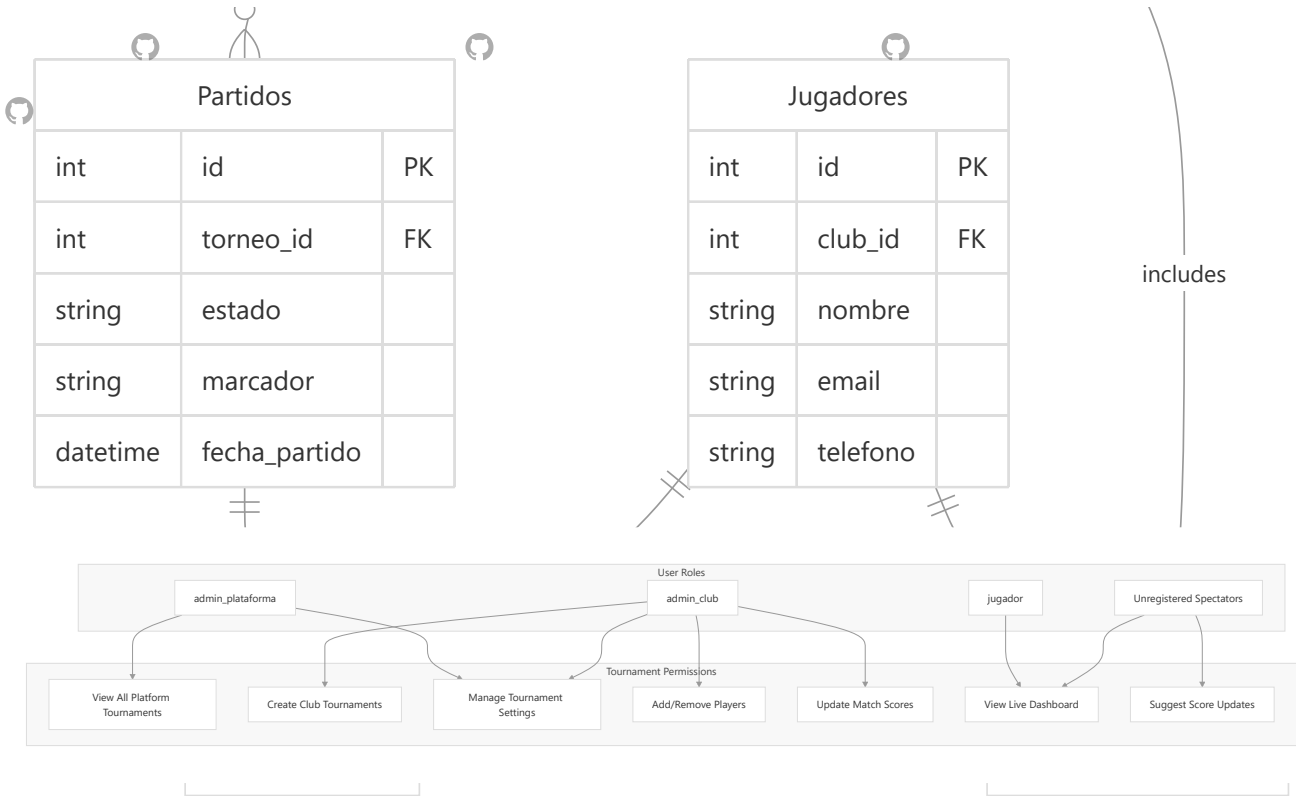 Partidos
int id PK
int torneo_id FK
string estado
string marcador
datetime fecha_partido
Jugadores
int id PK
int club_id FK
string nombre
string email
string telefono
includes
User Roles
admin_plataforma
admin_club
jugador
Unregistered Spectators
Tournament Permissions
View All Platform
Tournaments
Create Club Tournaments
Manage Tournament
Settings
Add/Remove Players
Update Match Scores
View Live Dashboard
Suggest Score Updates